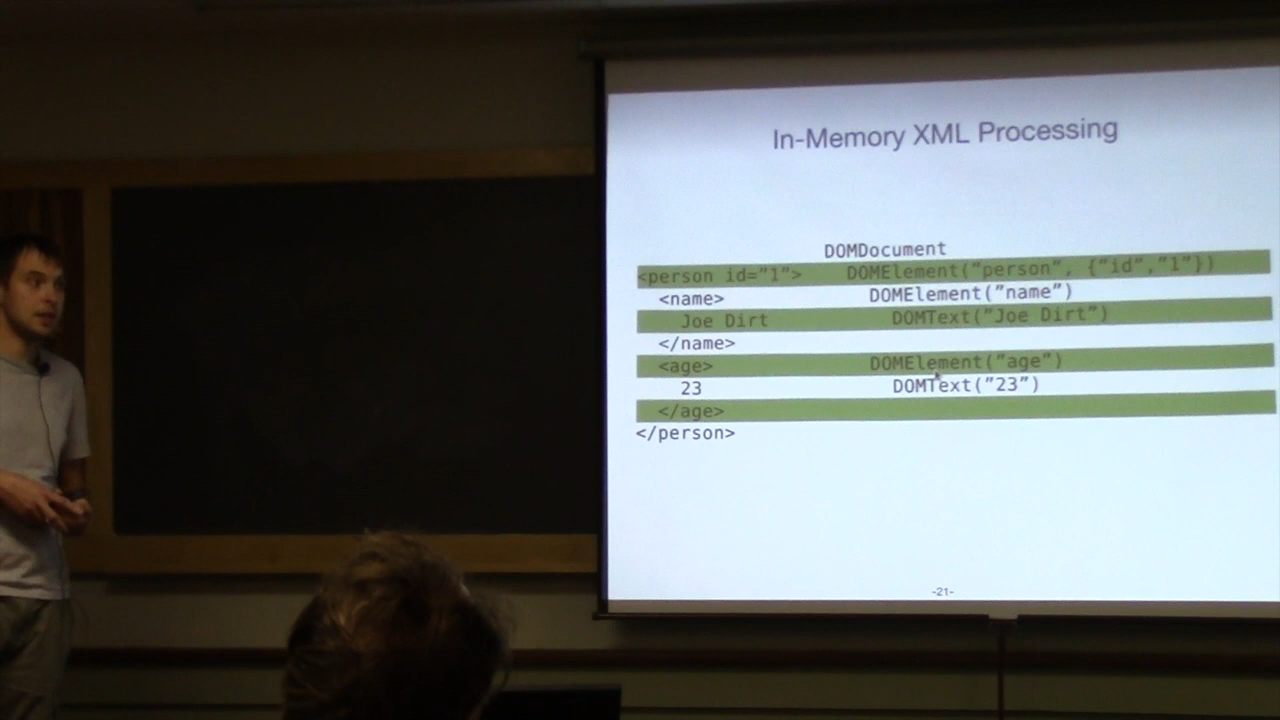 In-Memory XML Processing
DOMDocument
<person id="1"> DOMElement("person", {"id","1"})
<name> DOMElement("name")
Joe Dirt DOMText("Joe Dirt")
</name>
<age> DOMElement("age")
23 DOMText("23")
</age>
</person>
-21-